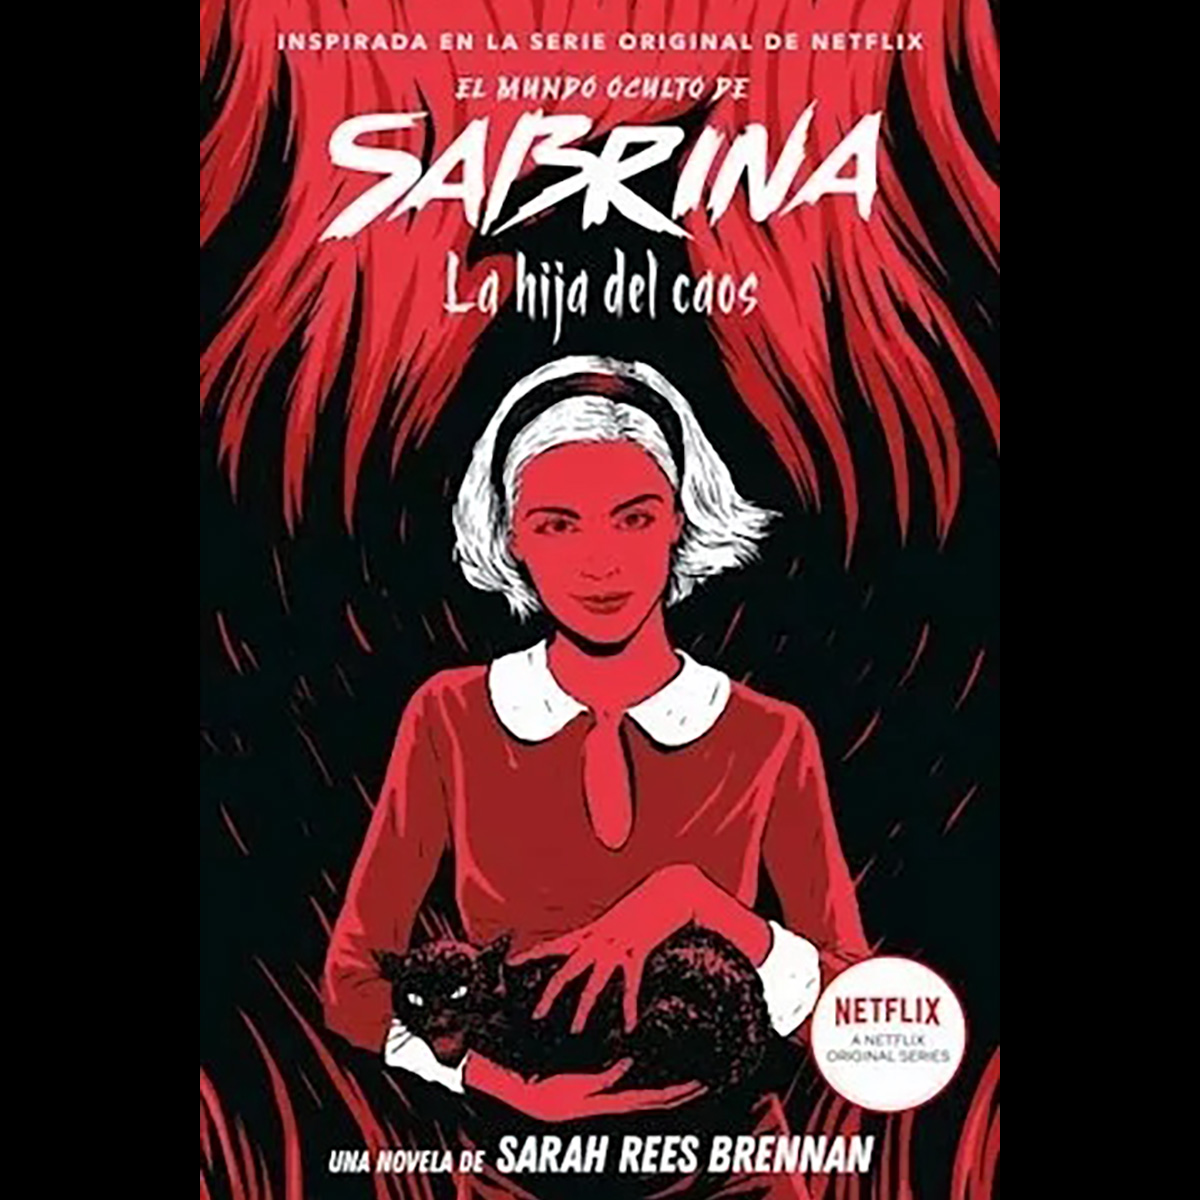 INSPIRADA EN LA SERIE ORIGINAL DE NETFLIX
EL MUNDO OCULTO DE
SABRINA
La hija del caos
NETFLIX
A NETFLIX
ORIGINAL SERIES
UNA NOVELA DE SARAH REES BRENNAN